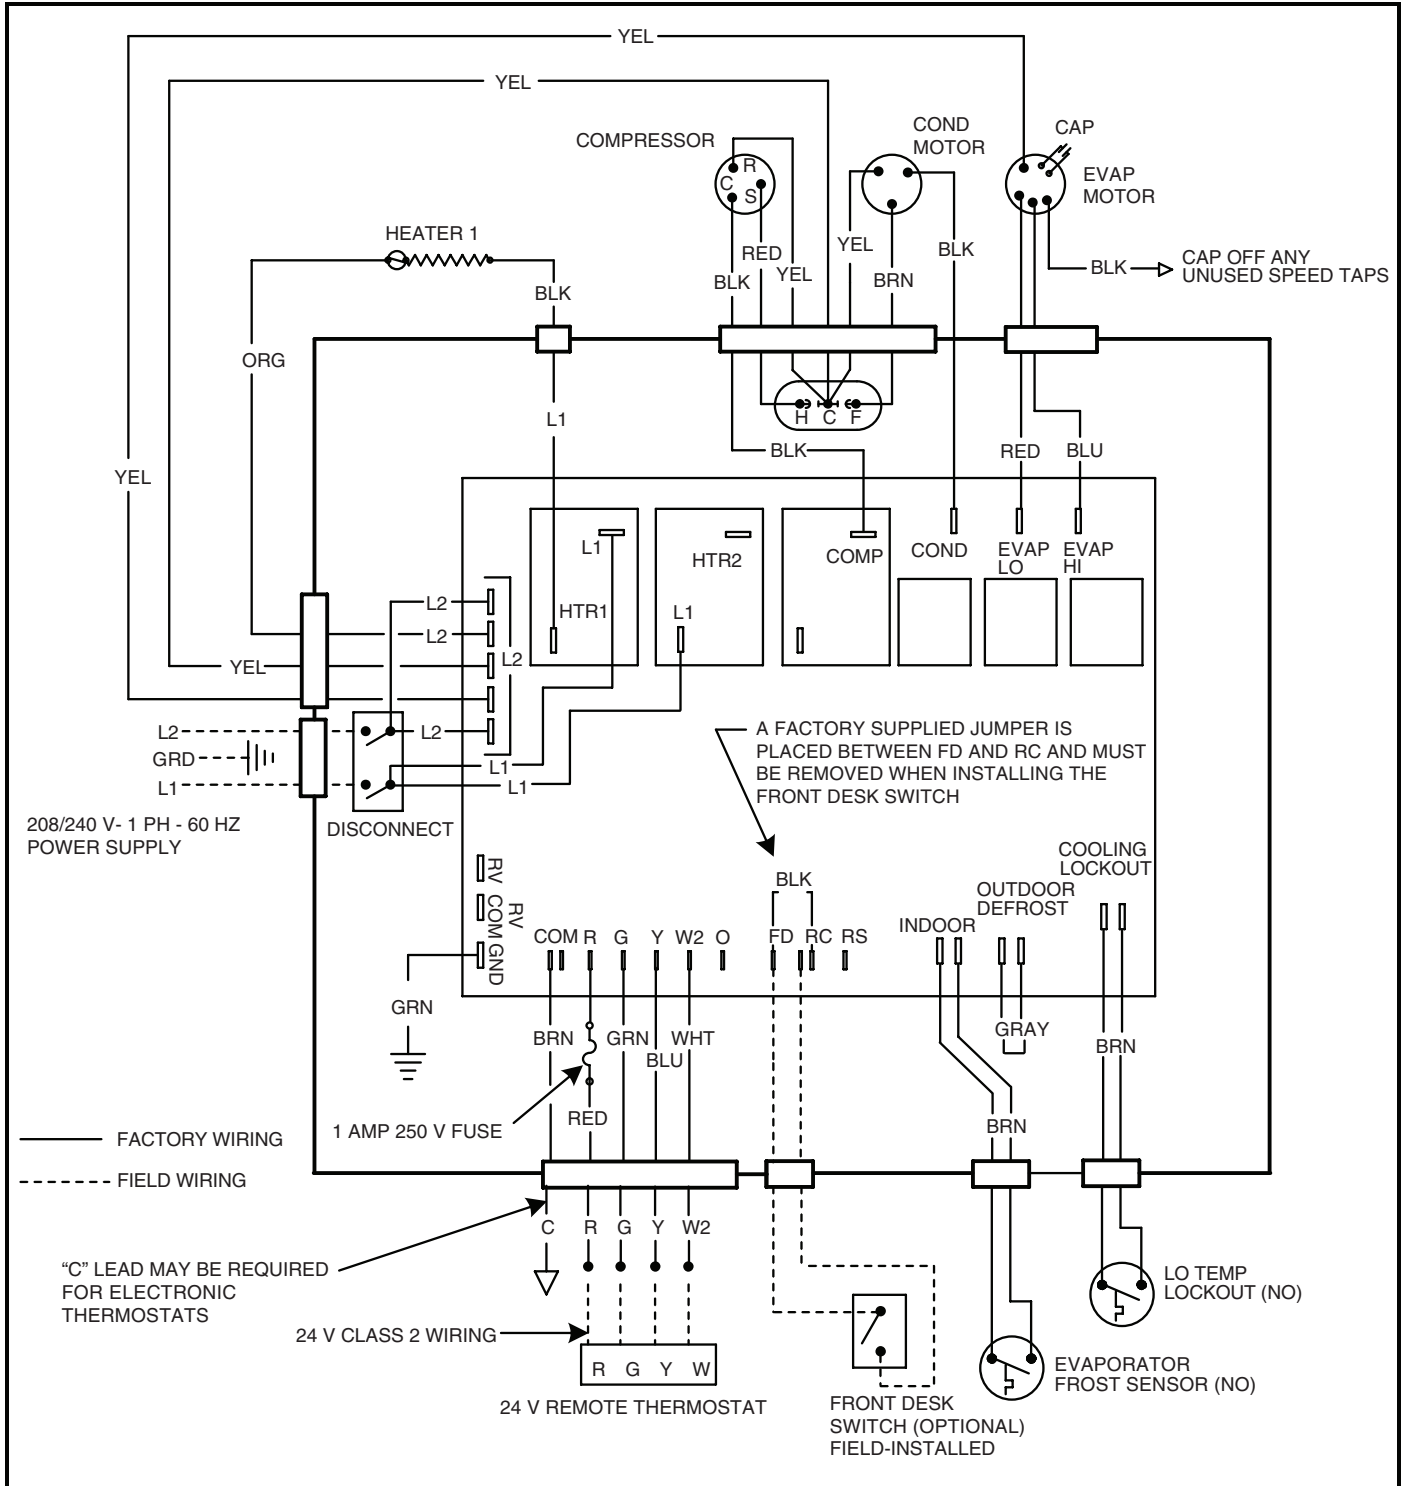 YEL
YEL
COMPRESSOR
COND
MOTOR
CAP
EVAP
MOTOR
R
C
S
HEATER 1
BLK
RED
YEL
BLK
YEL
BRN
BLK
BLK
CAP OFF ANY
UNUSED SPEED TAPS
ORG
L1
H C F
BLK
RED
BLU
YEL
L1
HTR2
COMP
COND
EVAP
LO
EVAP
HI
HTR1
L1
L2
L2
L2
YEL
L2
L2
GRD
L1
L1
L1
A FACTORY SUPPLIED JUMPER IS
PLACED BETWEEN FD AND RC AND MUST
BE REMOVED WHEN INSTALLING THE
FRONT DESK SWITCH
208/240 V- 1 PH - 60 HZ
POWER SUPPLY
DISCONNECT
RV
RV
COM
GND
BLK
COOLING
LOCKOUT
OUTDOOR
DEFROST
INDOOR
COM R G Y W2 O FD RC RS
GRN
BRN
GRN
BLU
WHT
GRAY
BRN
RED
1 AMP 250 V FUSE
BRN
FACTORY WIRING
FIELD WIRING
C R G Y W2
“C” LEAD MAY BE REQUIRED
FOR ELECTRONIC
THERMOSTATS
24 V CLASS 2 WIRING
R G Y W
24 V REMOTE THERMOSTAT
FRONT DESK
SWITCH (OPTIONAL)
FIELD-INSTALLED
LO TEMP
LOCKOUT (NO)
EVAPORATOR
FROST SENSOR (NO)